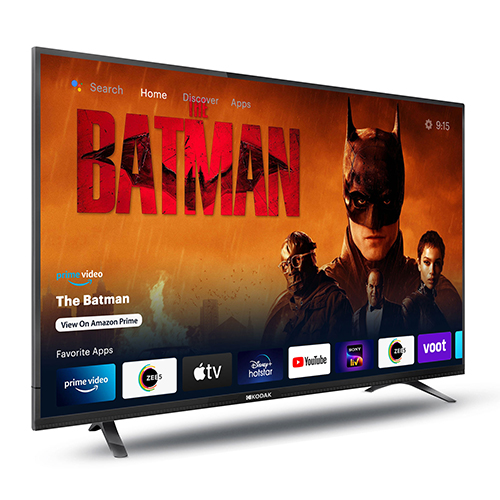 Search Home Discover Apps
9:15
THE
BATMAN
prime video
The Batman
View On Amazon Prime
Favorite Apps
prime video
ZEE5
tv
Disney+
hotstar
YouTube
SONY
liv
ZEE5
voot
KODAK